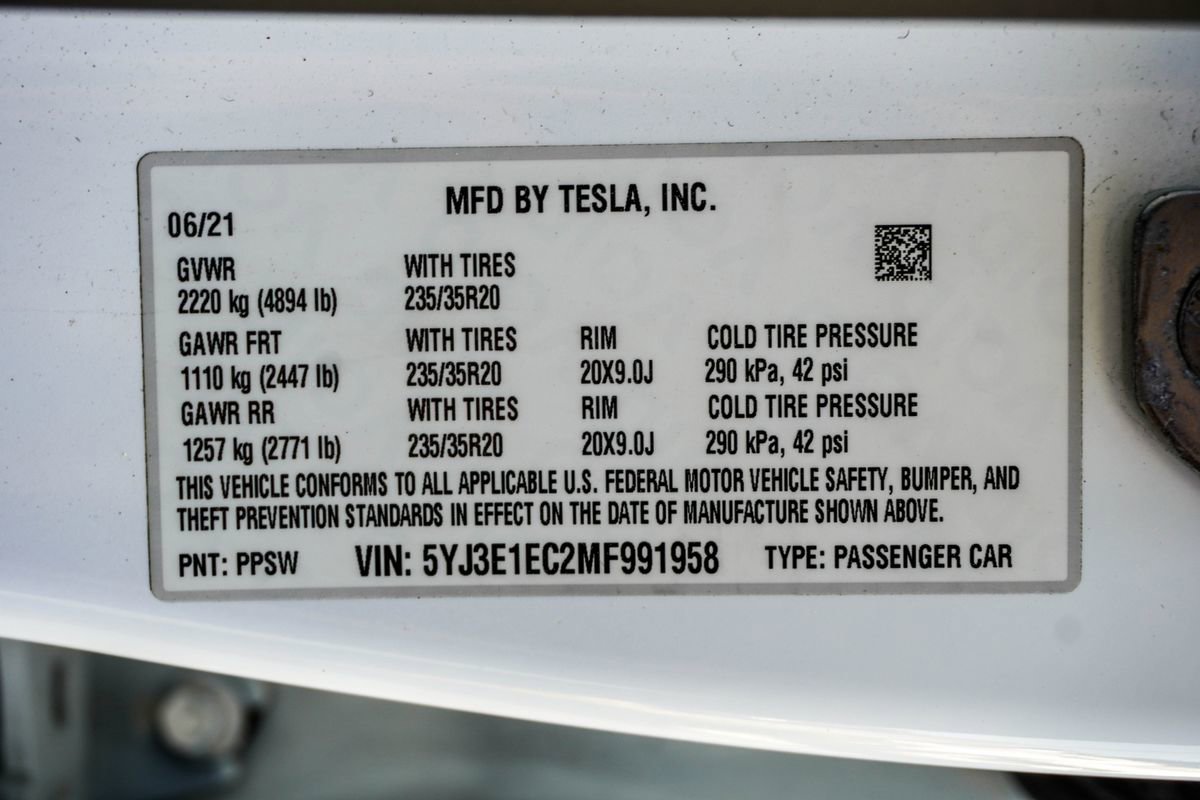 MFD BY TESLA, INC.
06/21
GVWR WITH TIRES
2220 kg (4894 lb) 235/35R20
GAWR FRT WITH TIRES RIM COLD TIRE PRESSURE
1110 kg (2447 lb) 235/35R20 20X9.0J 290 kPa, 42 psi
GAWR RR WITH TIRES RIM COLD TIRE PRESSURE
1257 kg (2771 lb) 235/35R20 20X9.0J 290 kPa, 42 psi
THIS VEHICLE CONFORMS TO ALL APPLICABLE U.S. FEDERAL MOTOR VEHICLE SAFETY, BUMPER, AND
THEFT PREVENTION STANDARDS IN EFFECT ON THE DATE OF MANUFACTURE SHOWN ABOVE.
PNT: PPSW VIN: 5YJ3E1EC2MF991958 TYPE: PASSENGER CAR